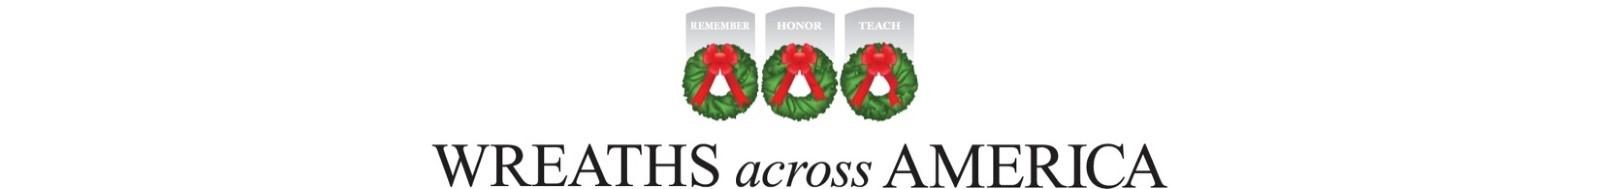 REMEMBER HONOR TEACH
WREATHS across AMERICA